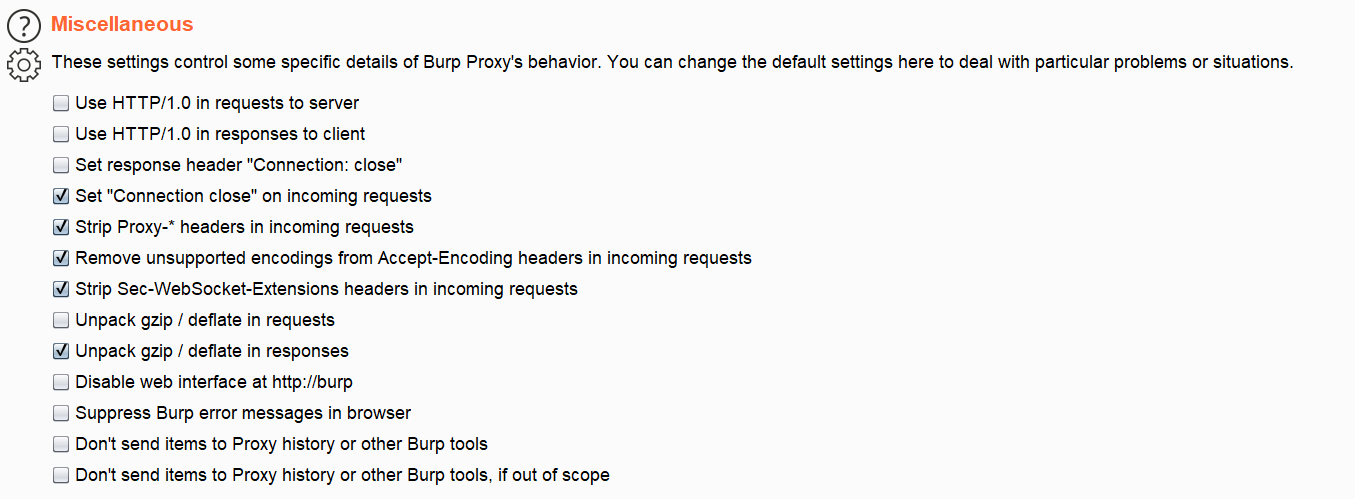 Miscellaneous
These settings control some specific details of Burp Proxy's behavior. You can change the default settings here to deal with particular problems or situations.
Use HTTP/1.0 in requests to server
Use HTTP/1.0 in responses to client
Set response header "Connection: close"
Set "Connection close" on incoming requests
Strip Proxy-* headers in incoming requests
Remove unsupported encodings from Accept-Encoding headers in incoming requests
Strip Sec-WebSocket-Extensions headers in incoming requests
Unpack gzip / deflate in requests
Unpack gzip / deflate in responses
Disable web interface at http://burp
Suppress Burp error messages in browser
Don't send items to Proxy history or other Burp tools
Don't send items to Proxy history or other Burp tools, if out of scope